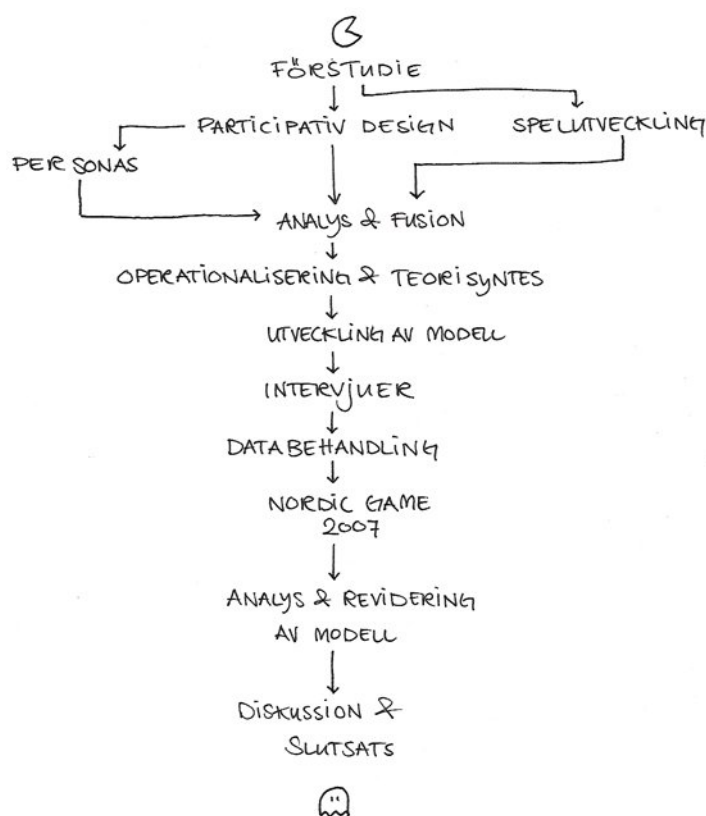 FÖRSTUDIE
PARTICIPATIV DESIGN
SPELUTVECKLING
PERSONAS
ANALYS & FUSION
OPERATIONALISERING & TEORISYNTES
UTVECKLING AV MODELL
INTERVJUER
DATABEHANDLING
NORDIC GAME
2007
ANALYS & REVIDERING
AV MODELL
DISKUSSION &
SLUTSATS